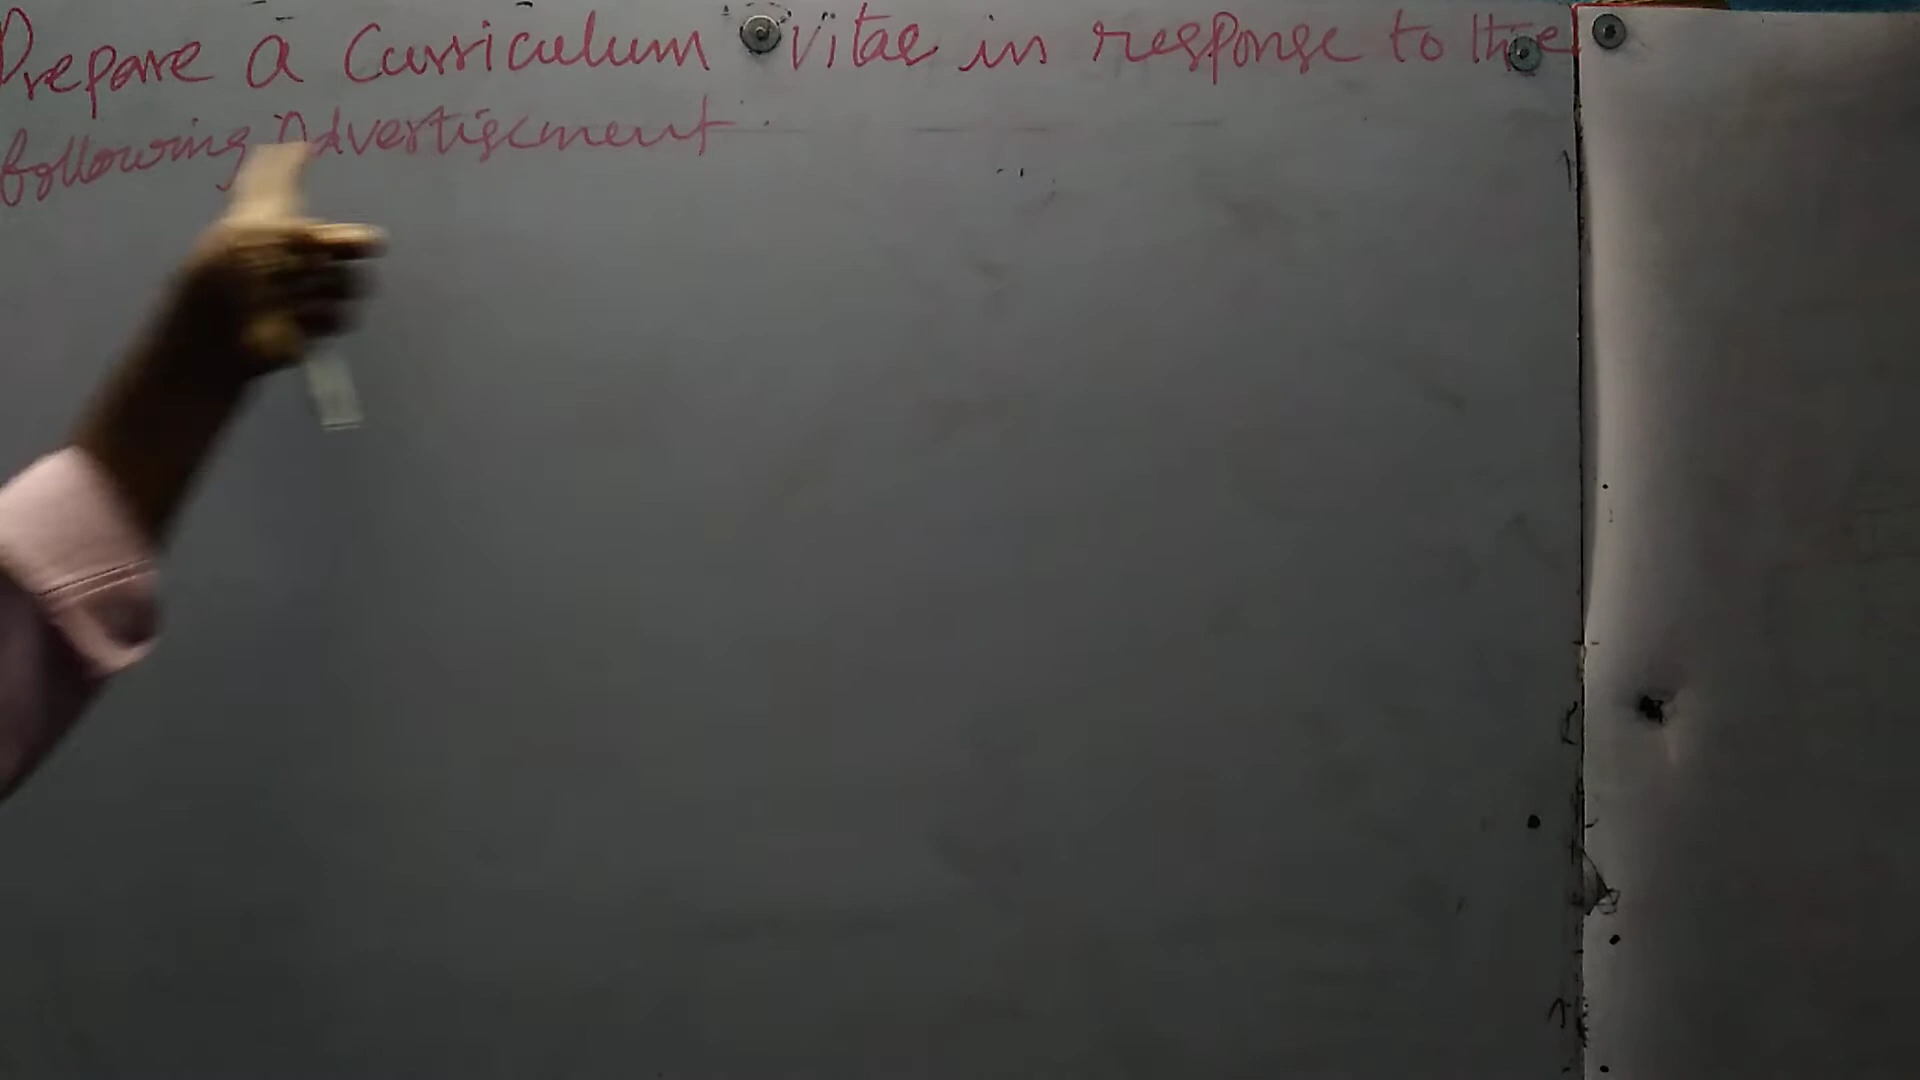 Prepare a Curriculum Vitae in response to the
following Advertisement